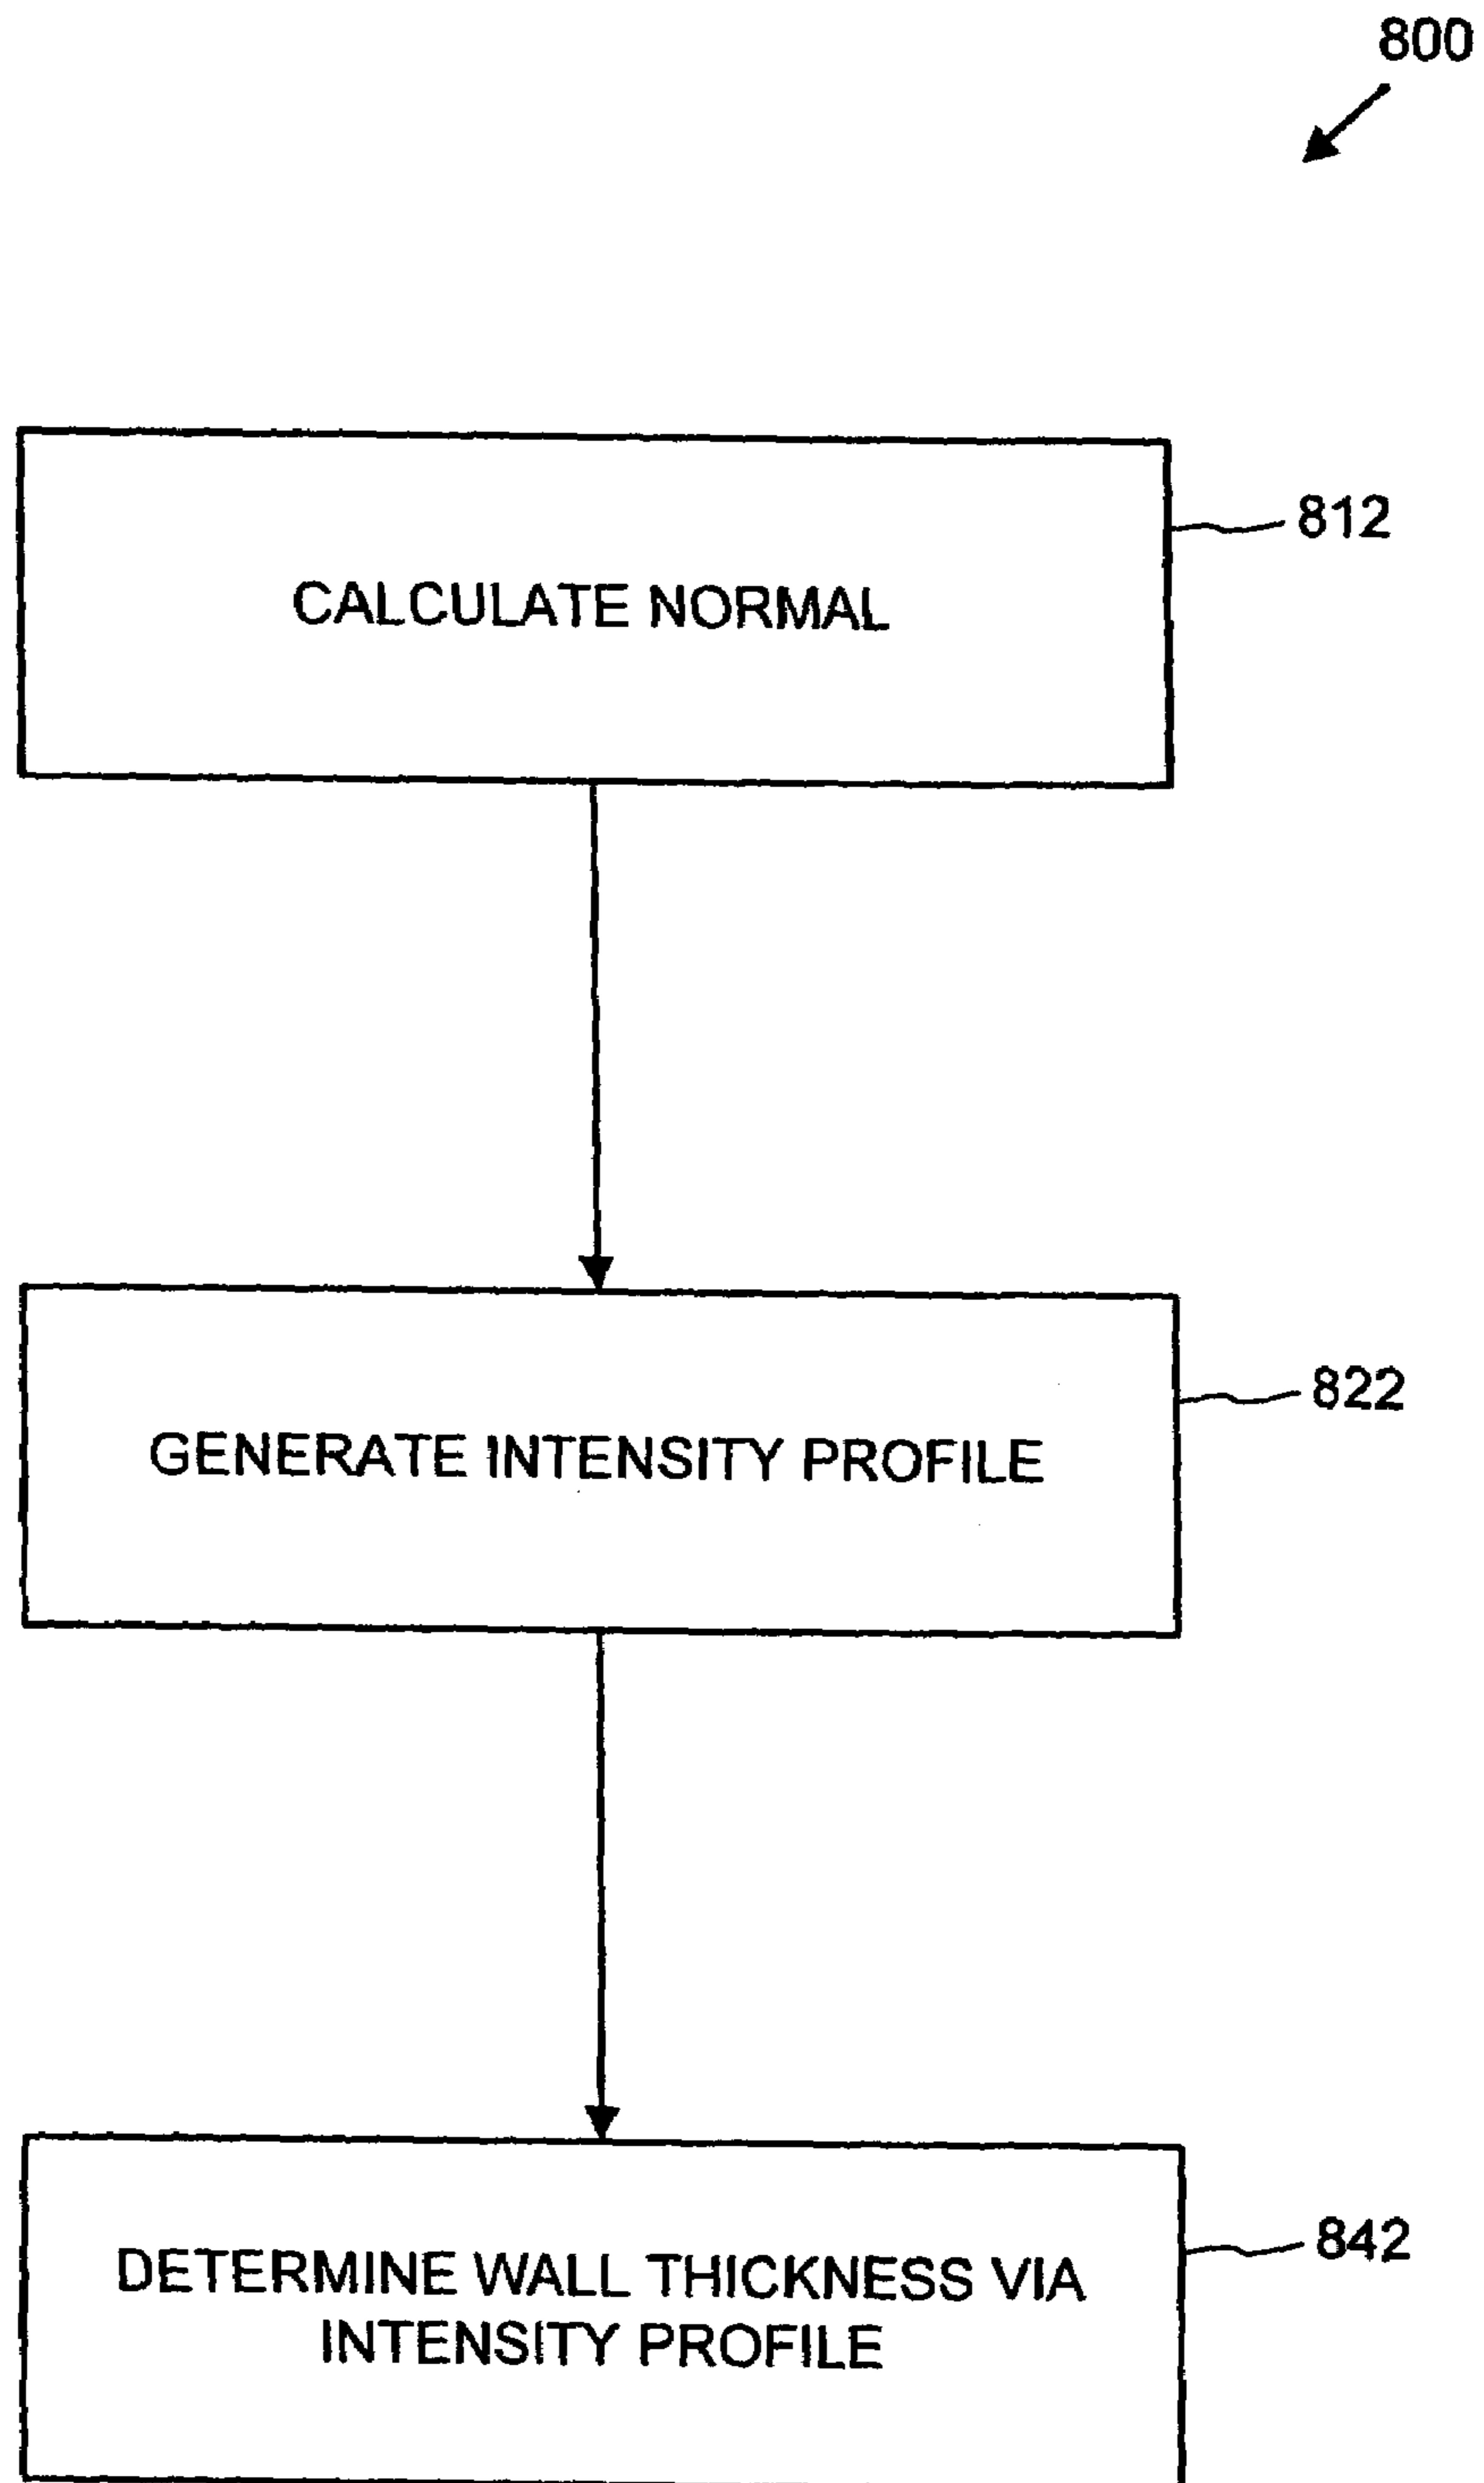 800
812
CALCULATE NORMAL
822
GENERATE INTENSITY PROFILE
842
DETERMINE WALL THICKNESS VIA
INTENSITY PROFILE